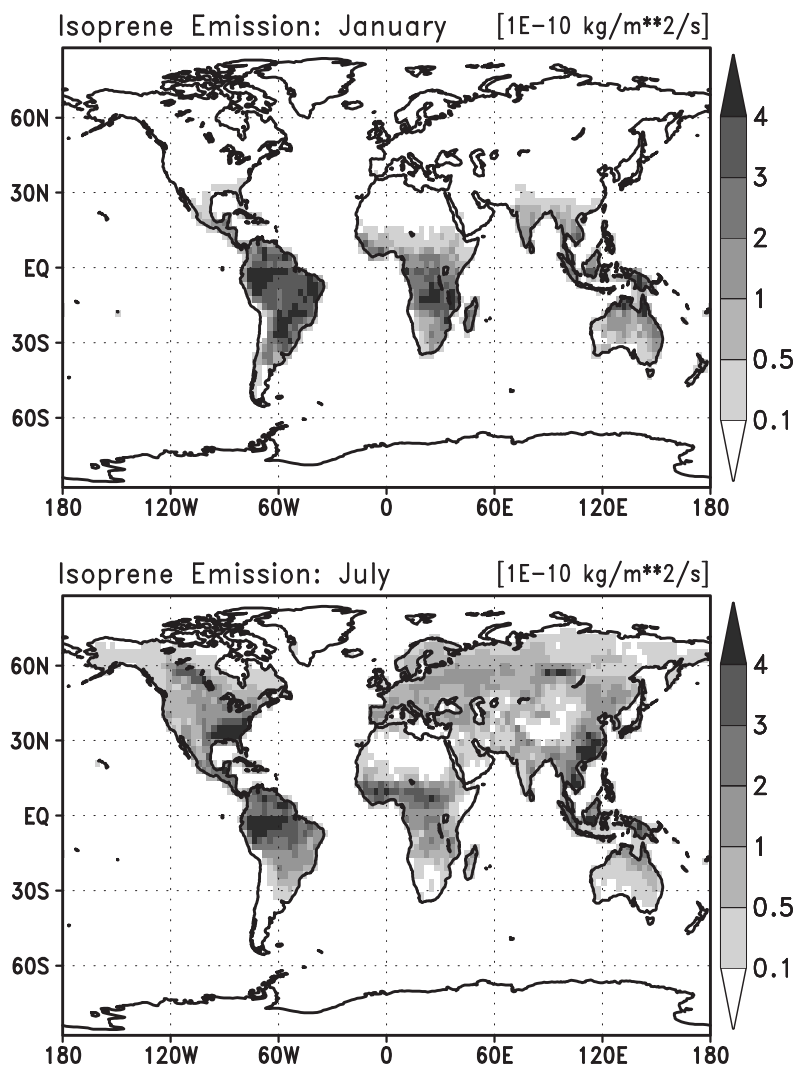 Isoprene Emission: January [1E-10 kg/m**2/s]
60N
30N
EQ
30S
60S
180 120W 60W 0 60E 120E 180
4
3
2
1
0.5
0.1
Isoprene Emission: July [1E-10 kg/m**2/s]
60N
30N
EQ
30S
60S
180 120W 60W 0 60E 120E 180
4
3
2
1
0.5
0.1